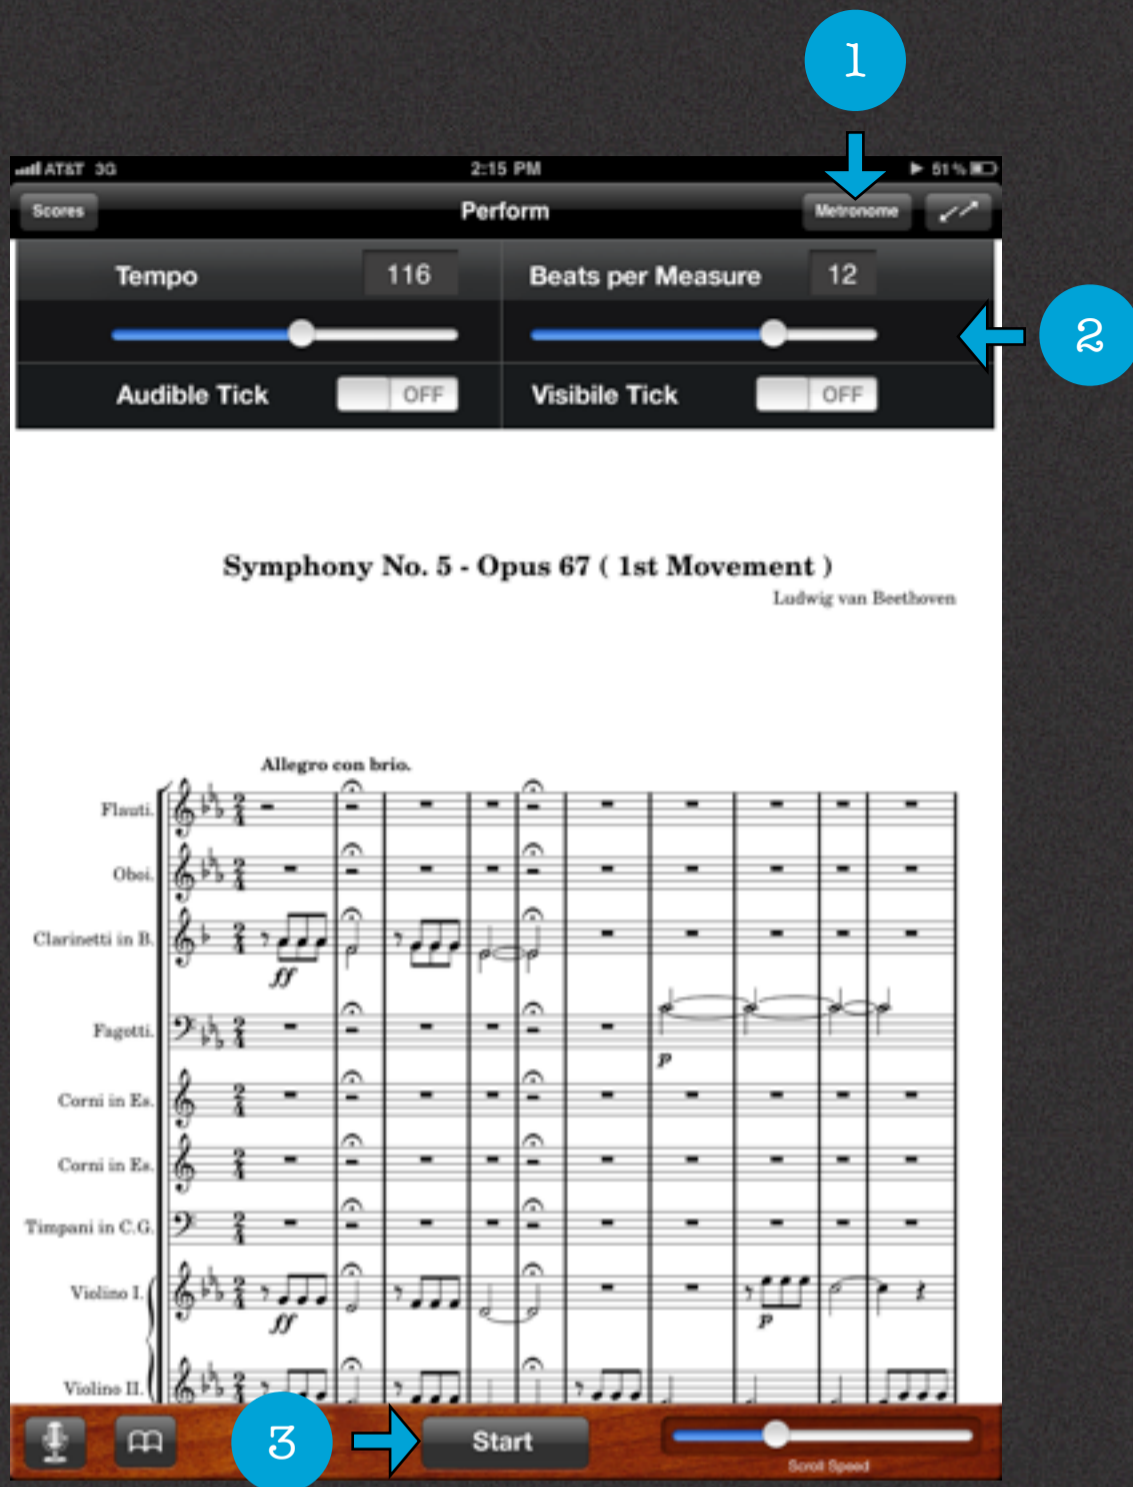 1
AT&T 3G 2:15 PM 51%
Scores Perform Metronome
Tempo 116 Beats per Measure 12
2
Audible Tick OFF Visibile Tick OFF
Symphony No. 5 - Opus 67 ( 1st Movement )
Ludwig van Beethoven
Allegro con brio.
Flauti.
Oboi.
Clarinetti in B.
ff
Fagotti.
p
Corni in Es.
Corni in Es.
Timpani in C.G.
Violino I.
ff p
Violino II.
3 Start
Scroll Speed